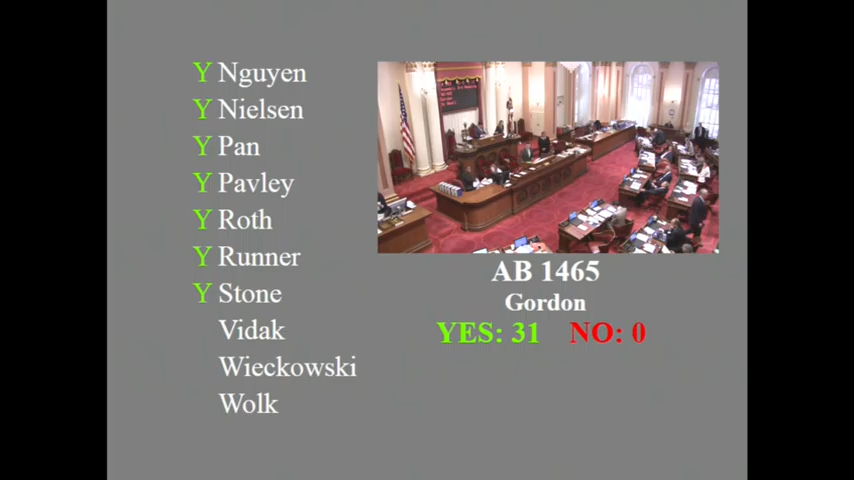 Y Nguyen
Y Nielsen
Y Pan
Y Pavley
Y Roth
Y Runner
Y Stone
Vidak
Wieckowski
Wolk
AB 1465
Gordon
YES: 31 NO: 0